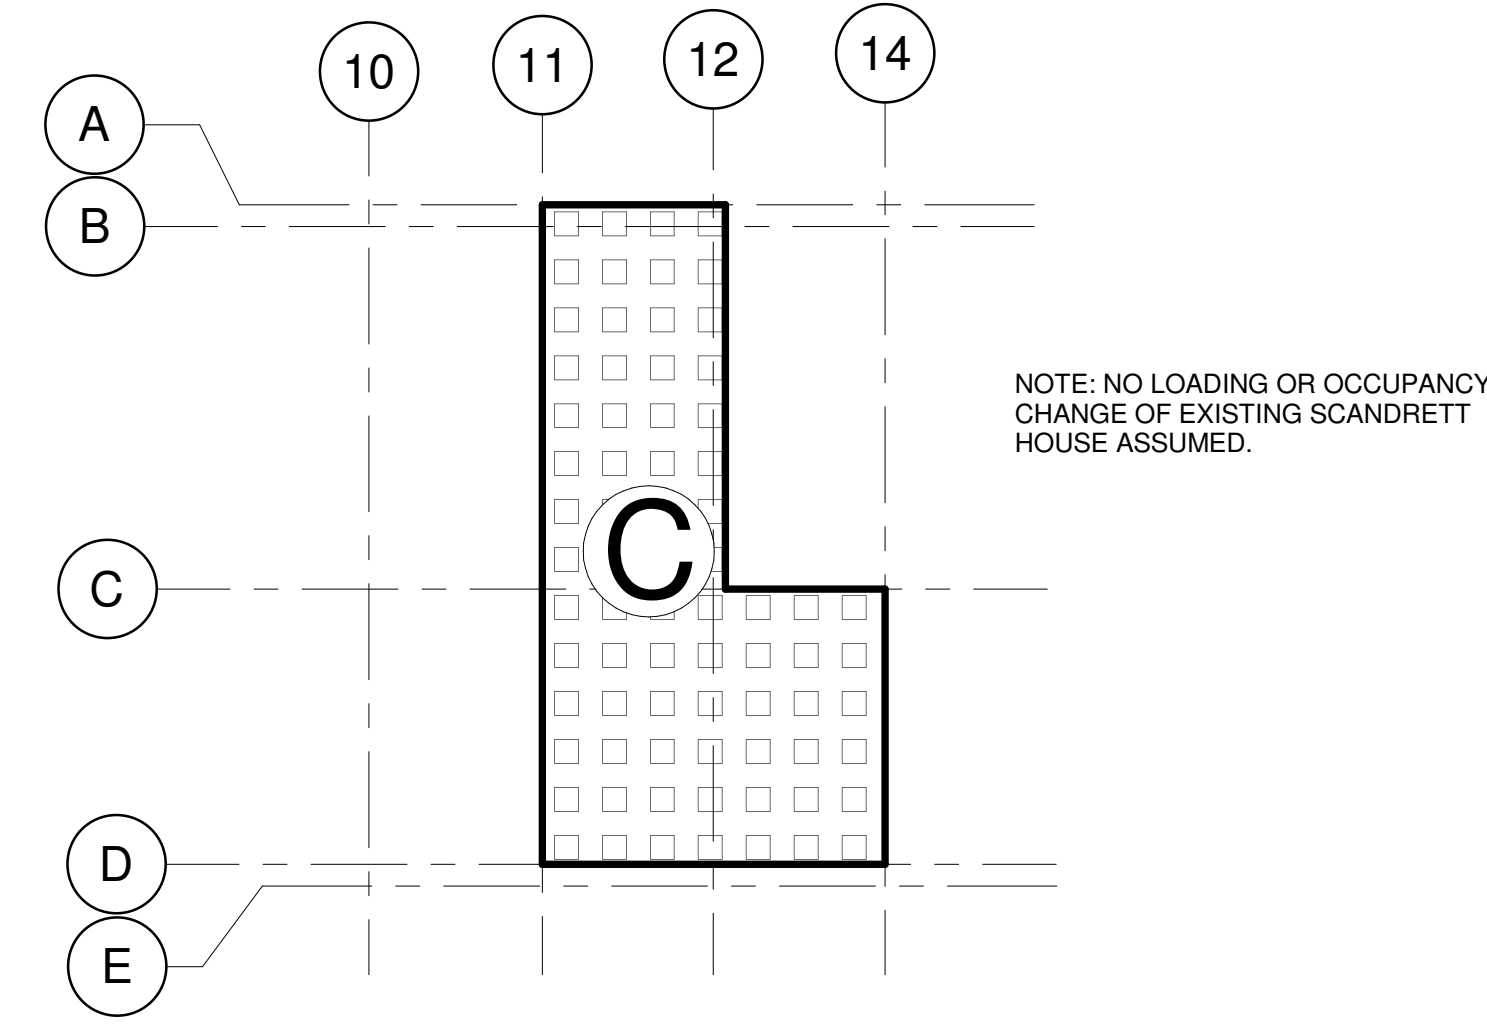 10
11
12
14
A
B
NOTE: NO LOADING OR OCCUPANCY
CHANGE OF EXISTING SCANDRETT
HOUSE ASSUMED.
C
C
D
E